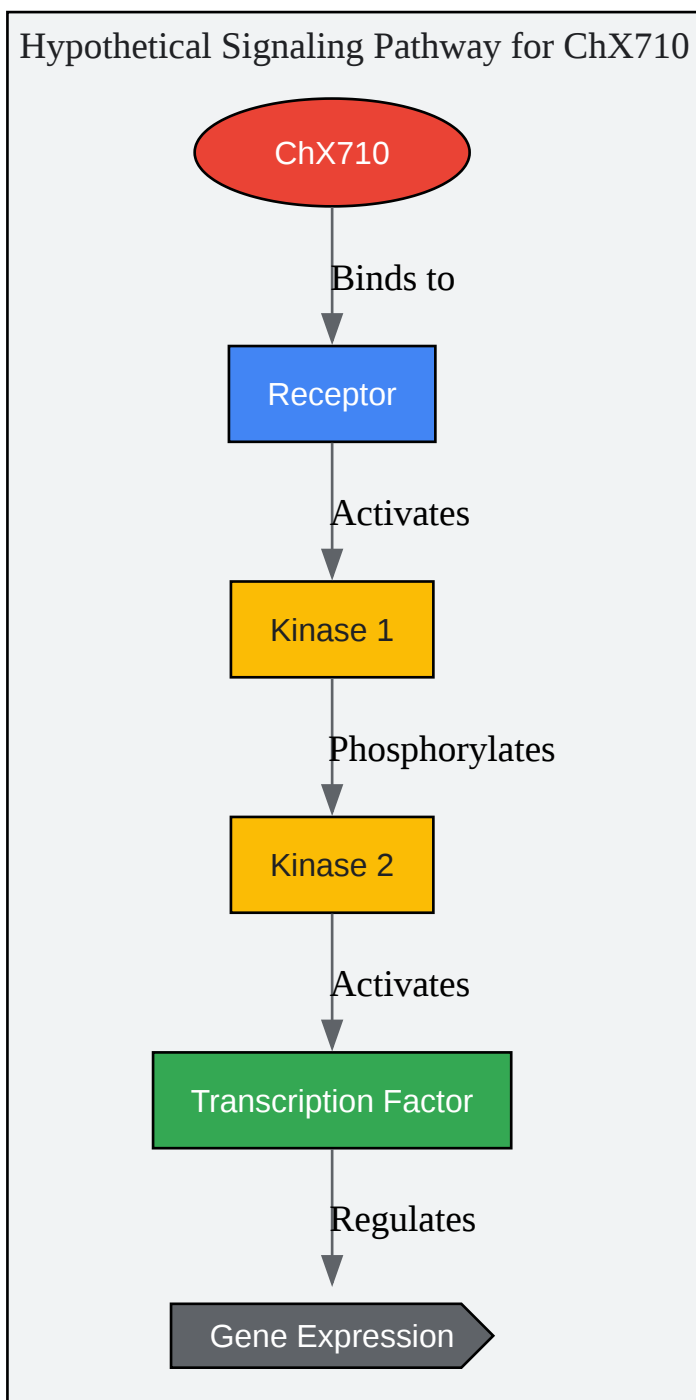 Hypothetical Signaling Pathway for ChX710
ChX710
Binds to
Receptor
Activates
Kinase 1
Phosphorylates
Kinase 2
Activates
Transcription Factor
Regulates
Gene Expression